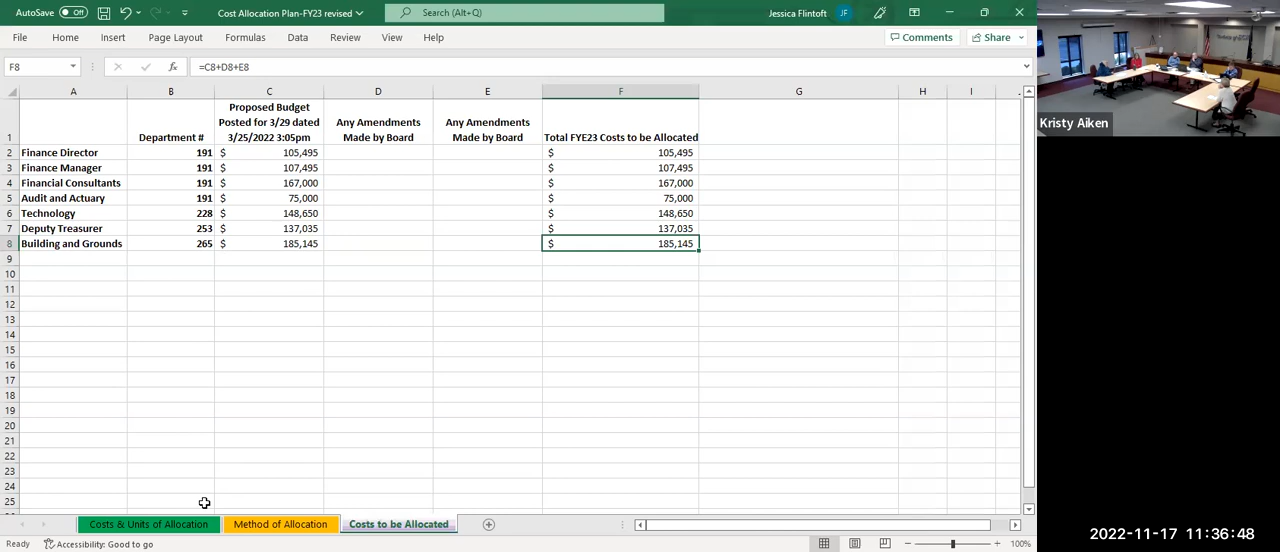 AutoSave Off
Cost Allocation Plan-FY23 revised
Search (Alt+Q)
Jessica Flintoft
JF
File Home Insert Page Layout Formulas Data Review View Help
Comments
Share
F8
fx
=C8+D8+E8
A B C D E F G H I
1
Department #
Proposed Budget
Posted for 3/29 dated
3/25/2022 3:05pm
Any Amendments
Made by Board
Any Amendments
Made by Board
Total FYE23 Costs to be Allocated
2 Finance Director 191 $ 105,495 $ 105,495
3 Finance Manager 191 $ 107,495 $ 107,495
4 Financial Consultants 191 $ 167,000 $ 167,000
5 Audit and Actuary 191 $ 75,000 $ 75,000
6 Technology 228 $ 148,650 $ 148,650
7 Deputy Treasurer 253 $ 137,035 $ 137,035
8 Building and Grounds 265 $ 185,145 $ 185,145
9
10
11
12
13
14
15
16
17
18
19
20
21
22
23
24
25
Costs & Units of Allocation
Method of Allocation
Costs to be Allocated
Ready
Accessibility: Good to go
100%
Kristy Aiken
2022-11-17 11:36:48